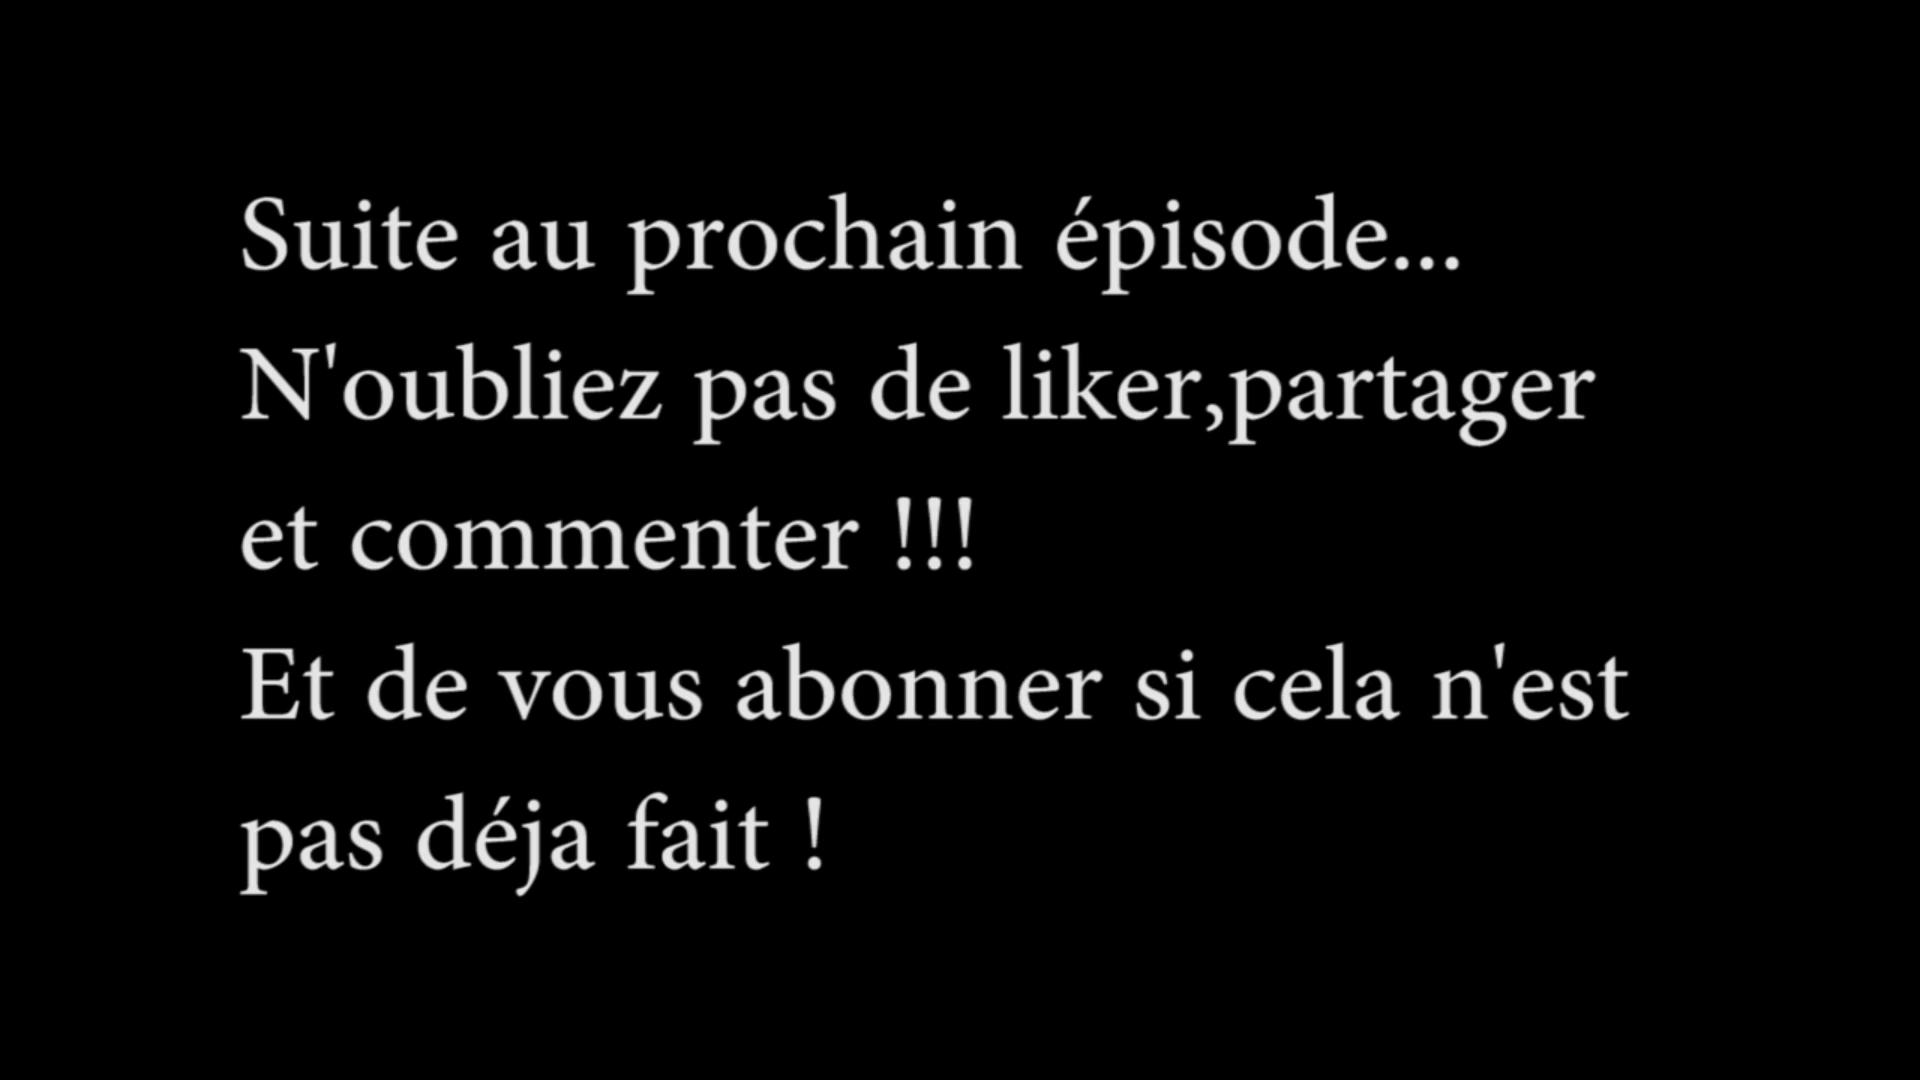 Suite au prochain épisode...
N'oubliez pas de liker,partager
et commenter !!!
Et de vous abonner si cela n'est
pas déja fait !